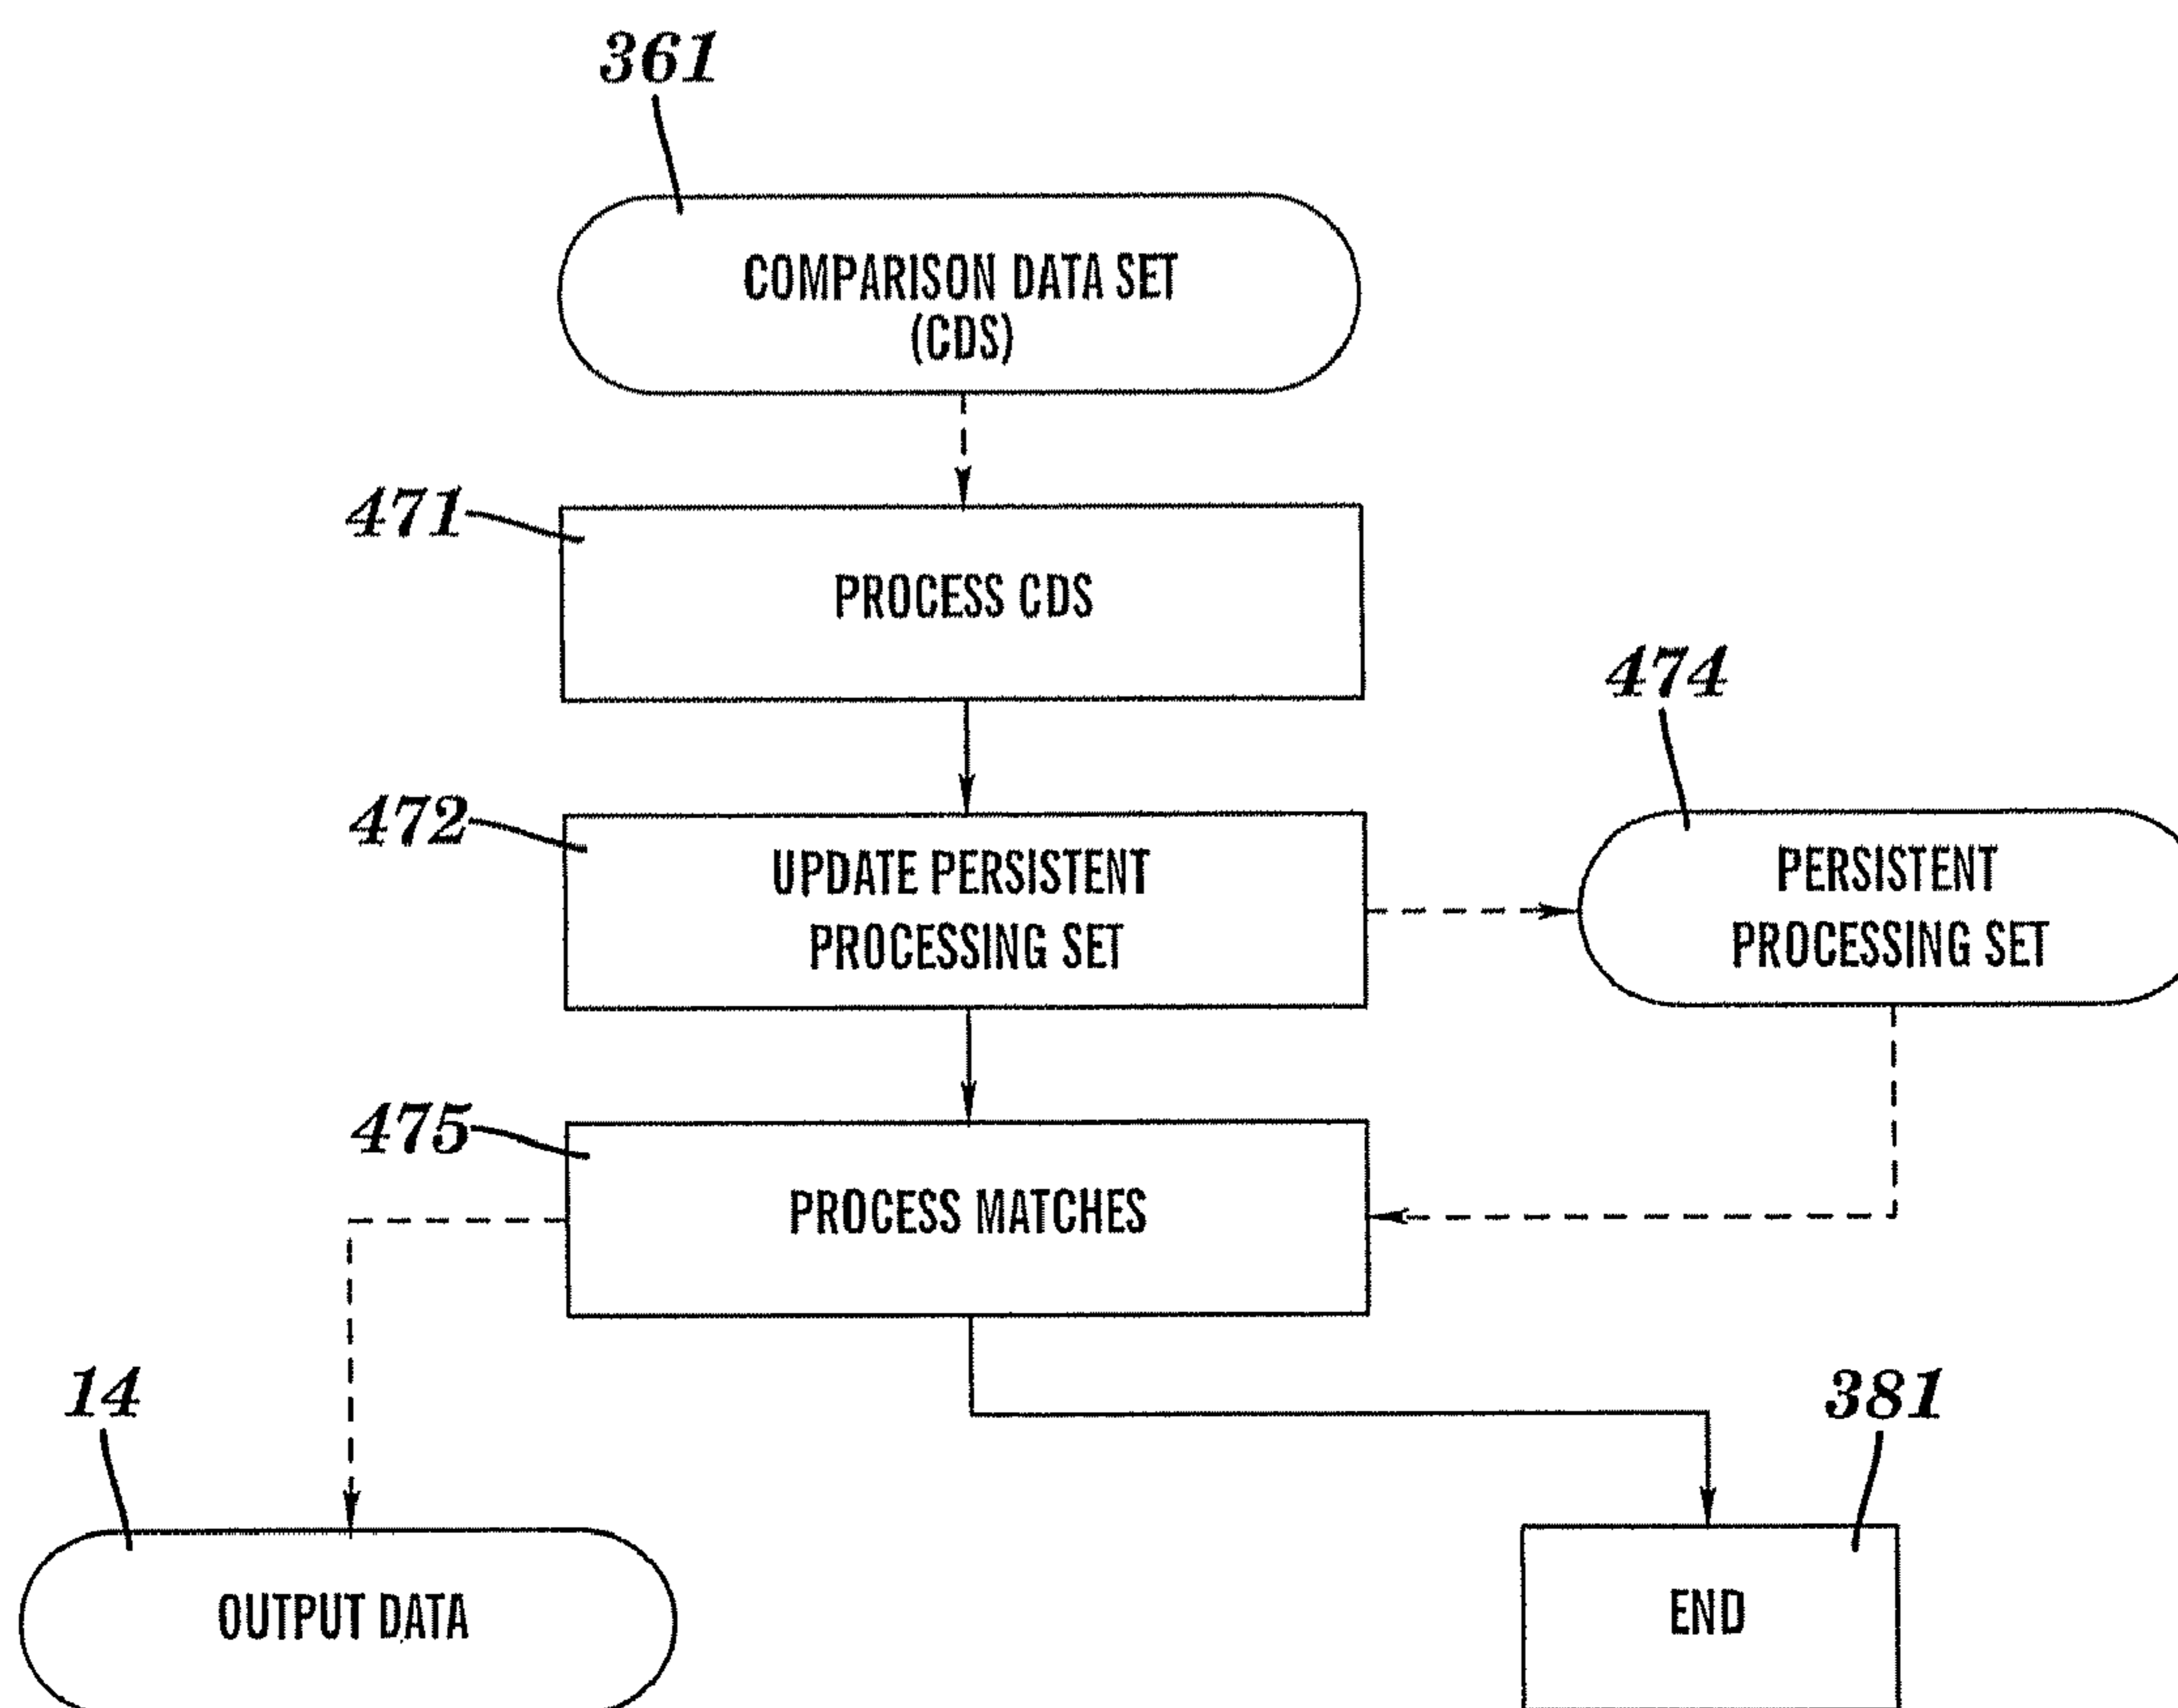 361
COMPARISON DATA SET
(CDS)
471
PROCESS CDS
474
472
UPDATE PERSISTENT
PROCESSING SET
PERSISTENT
PROCESSING SET
475
PROCESS MATCHES
14
381
OUTPUT DATA
END